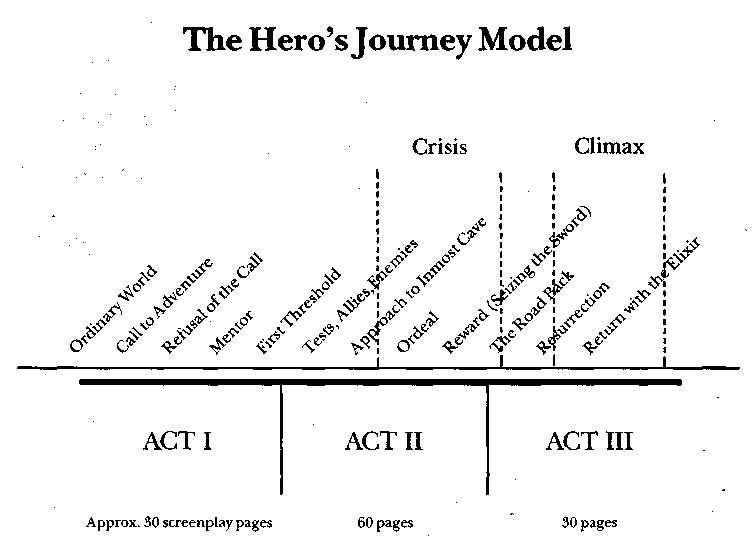 The Hero's Journey Model
Crisis
Climax
Ordinary World
Call to Adventure
Refusal of the Call
Mentor
First Threshold
Tests, Allies, Enemies
Approach to Inmost Cave
Ordeal
Reward (Seizing the Sword)
The Road Back
Resurrection
Return with the Elixir
ACT I
ACT II
ACT III
Approx. 30 screenplay pages
60 pages
30 pages